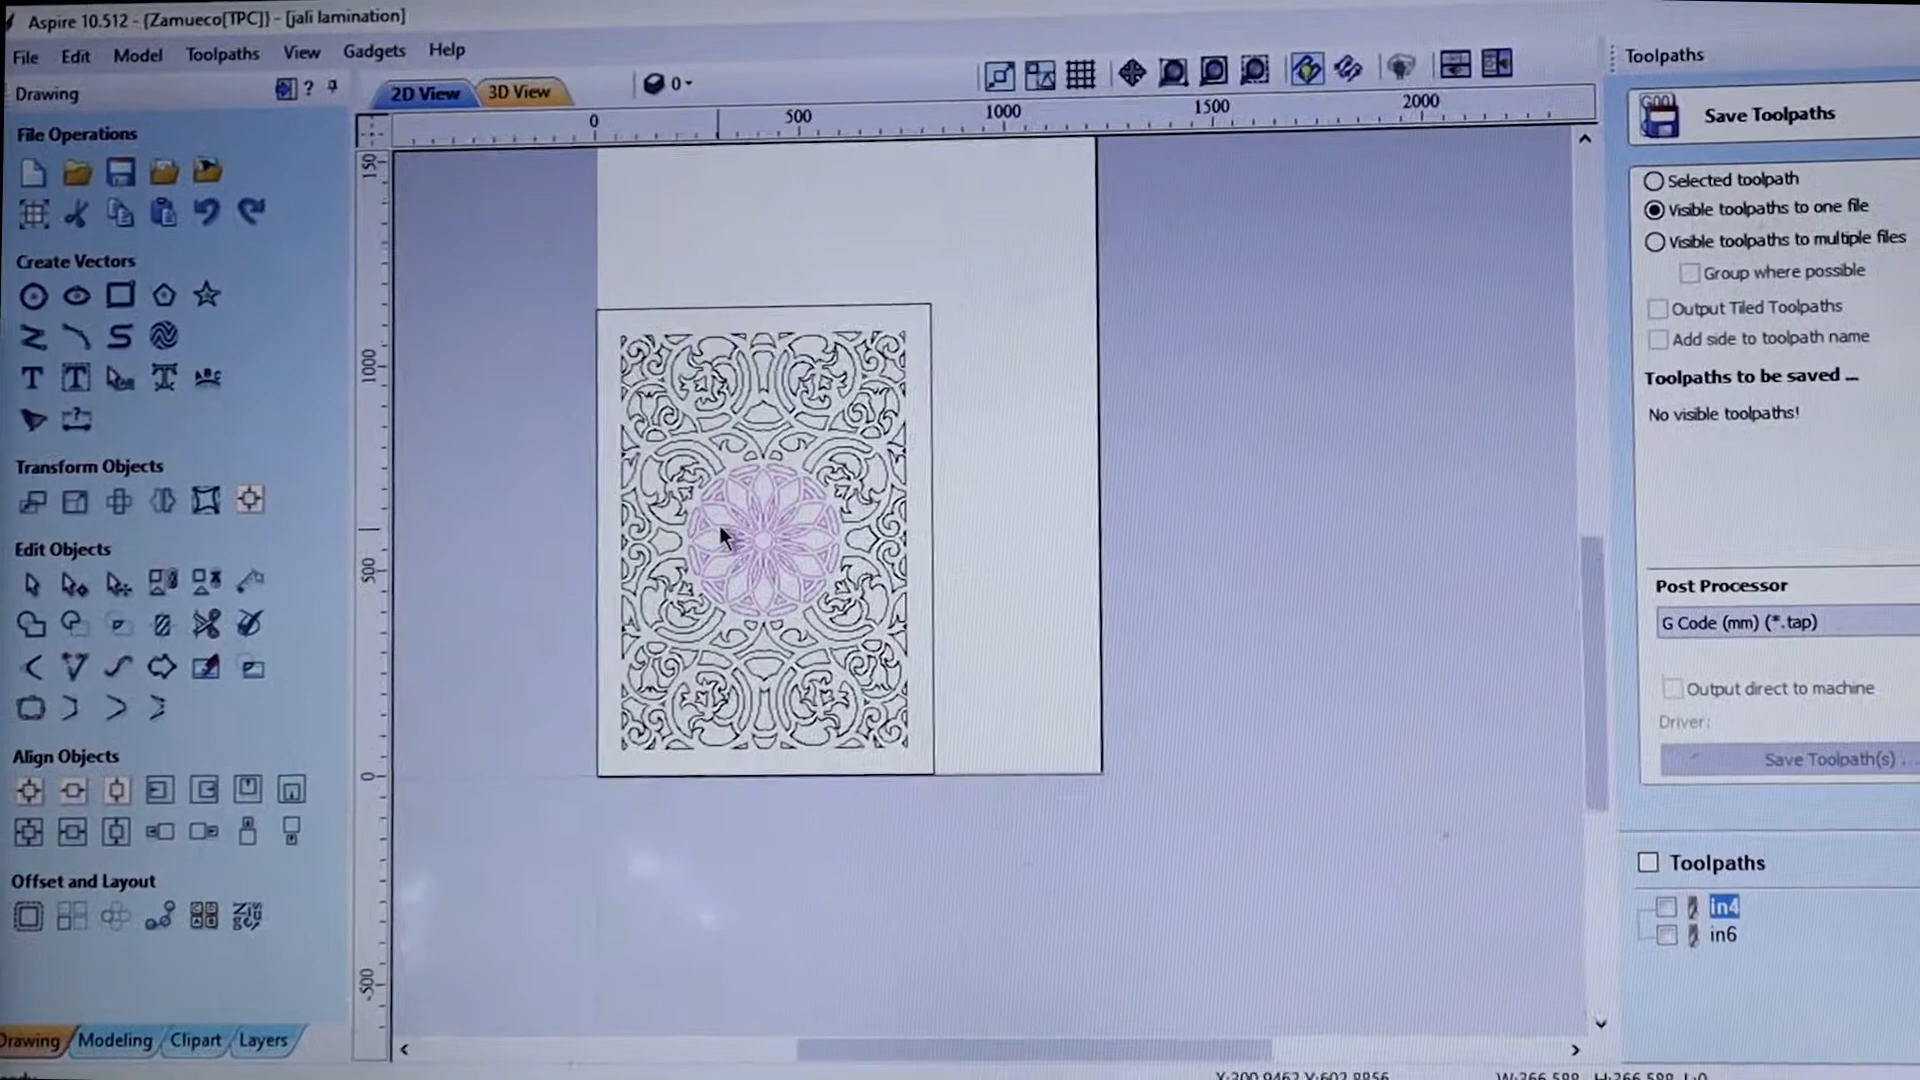 Aspire 10.512 - {Zamueco[TPC]} - [jali lamination]
File Edit Model Toolpaths View Gadgets Help
Drawing
2D View
3D View
0
0 500 1000 1500 2000
File Operations
Create Vectors
Transform Objects
Edit Objects
Align Objects
Offset and Layout
Drawing Modeling Clipart Layers
150
1000
500
0
-500
Toolpaths
Save Toolpaths
Selected toolpath
Visible toolpaths to one file
Visible toolpaths to multiple files
Group where possible
Output Tiled Toolpaths
Add side to toolpath name
Toolpaths to be saved ...
No visible toolpaths!
Post Processor
G Code (mm) (*.tap)
Output direct to machine
Driver:
Save Toolpath(s) ...
Toolpaths
in4
in6